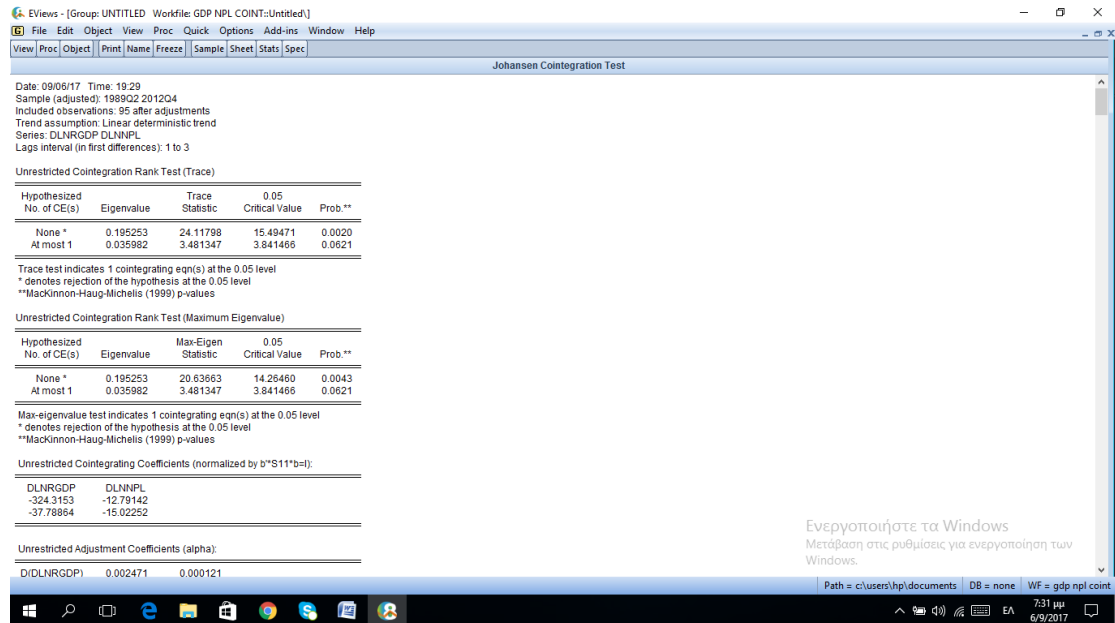 EViews - [Group: UNTITLED Workfile: GDP NPL COINT::Untitled\]
File Edit Object View Proc Quick Options Add-ins Window Help
View Proc Object Print Name Freeze Sample Sheet Stats Spec
Johansen Cointegration Test
Date: 09/06/17 Time: 19:29
Sample (adjusted): 1989Q2 2012Q4
Included observations: 95 after adjustments
Trend assumption: Linear deterministic trend
Series: DLNRGDP DLNNPL
Lags interval (in first differences): 1 to 3
Unrestricted Cointegration Rank Test (Trace)
Hypothesized Trace 0.05
No. of CE(s) Eigenvalue Statistic Critical Value Prob.**
None * 0.195253 24.11798 15.49471 0.0020
At most 1 0.035982 3.481347 3.841466 0.0621
Trace test indicates 1 cointegrating eqn(s) at the 0.05 level
* denotes rejection of the hypothesis at the 0.05 level
**MacKinnon-Haug-Michelis (1999) p-values
Unrestricted Cointegration Rank Test (Maximum Eigenvalue)
Hypothesized Max-Eigen 0.05
No. of CE(s) Eigenvalue Statistic Critical Value Prob.**
None * 0.195253 20.63663 14.26460 0.0043
At most 1 0.035982 3.481347 3.841466 0.0621
Max-eigenvalue test indicates 1 cointegrating eqn(s) at the 0.05 level
* denotes rejection of the hypothesis at the 0.05 level
**MacKinnon-Haug-Michelis (1999) p-values
Unrestricted Cointegrating Coefficients (normalized by b'*S11*b=I):
DLNRGDP DLNNPL
-324.3153 -12.79142
-37.78864 -15.02252
Unrestricted Adjustment Coefficients (alpha):
D(DLNRGDP) 0.002471 0.000121
Ενεργοποιήστε τα Windows
Μετάβαση στις ρυθμίσεις για ενεργοποίηση των
Windows.
Path = c:\users\hp\documents DB = none WF = gdp npl coint
ΕΛ
7:31 μμ
6/9/2017